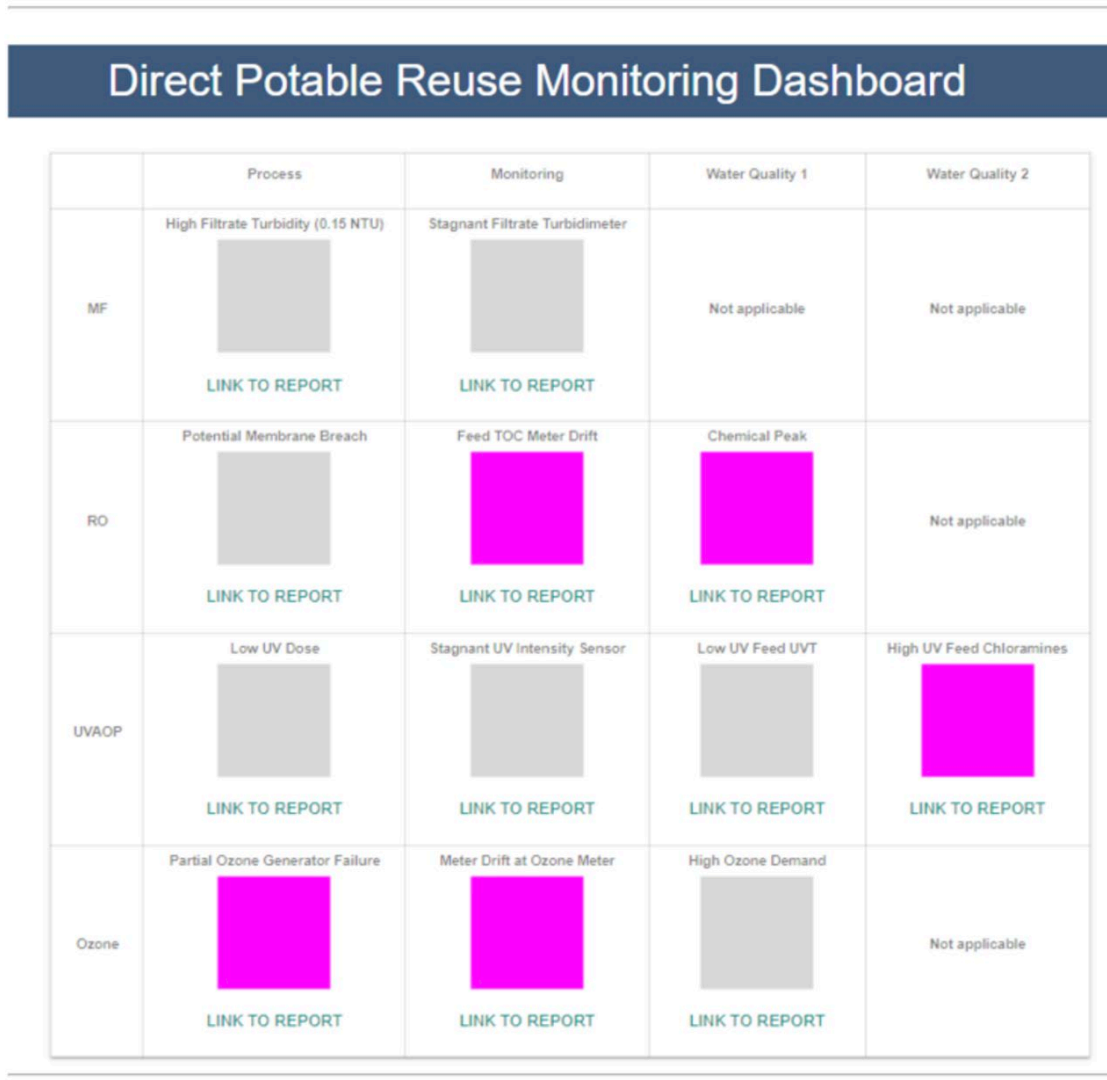 Direct Potable Reuse Monitoring Dashboard
Process Monitoring Water Quality 1 Water Quality 2
High Filtrate Turbidity (0.15 NTU) Stagnant Filtrate Turbidimeter
MF Not applicable Not applicable
LINK TO REPORT LINK TO REPORT
Potential Membrane Breach Feed TOC Meter Drift Chemical Peak
RO Not applicable
LINK TO REPORT LINK TO REPORT LINK TO REPORT
Low UV Dose Stagnant UV Intensity Sensor Low UV Feed UVT High UV Feed Chloramines
UVAOP
LINK TO REPORT LINK TO REPORT LINK TO REPORT LINK TO REPORT
Partial Ozone Generator Failure Meter Drift at Ozone Meter High Ozone Demand
Ozone Not applicable
LINK TO REPORT LINK TO REPORT LINK TO REPORT